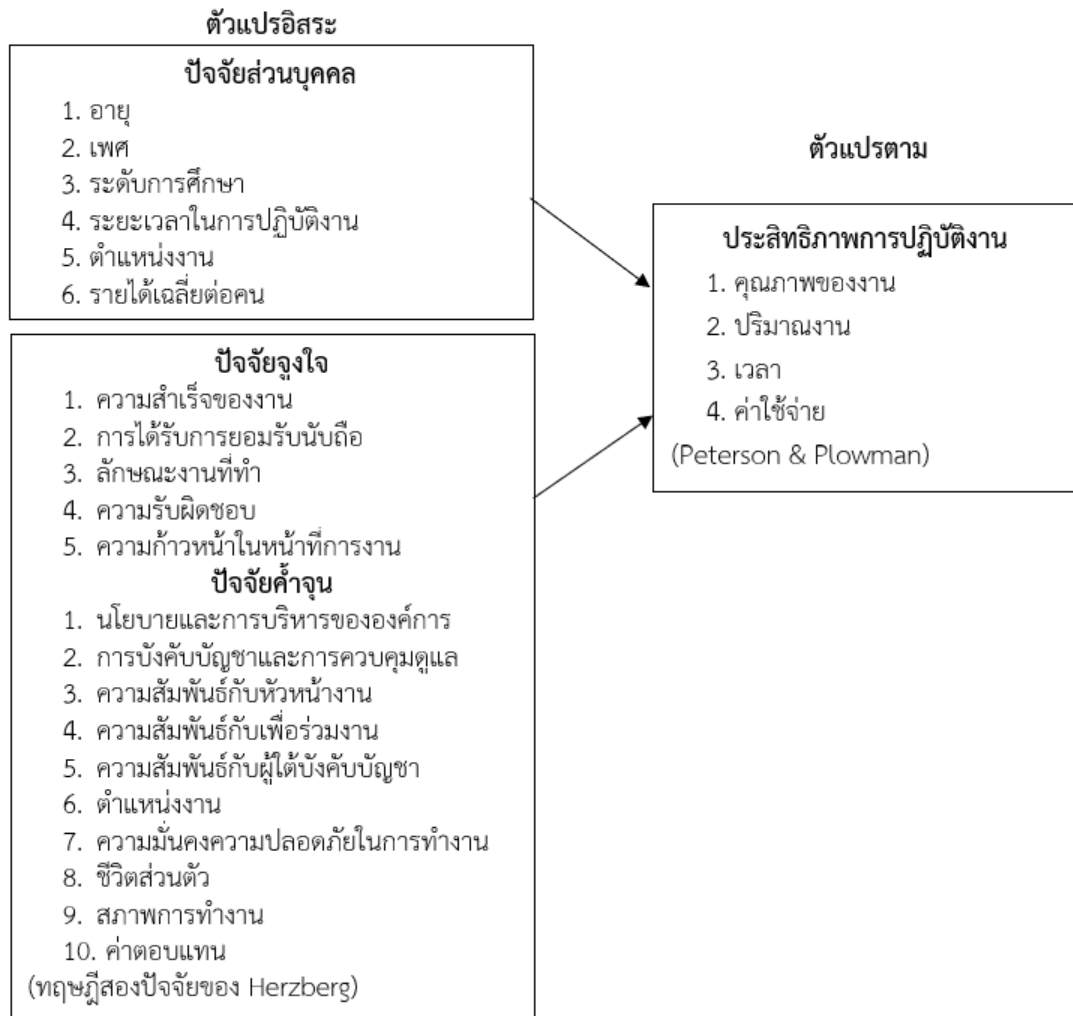 ตัวแปรอิสระ
ปัจจัยส่วนบุคคล
1. อายุ
2. เพศ
3. ระดับการศึกษา
4. ระยะเวลาในการปฏิบัติงาน
5. ตำแหน่งงาน
6. รายได้เฉลี่ยต่อคน
ปัจจัยจูงใจ
1. ความสำเร็จของงาน
2. การได้รับการยอมรับนับถือ
3. ลักษณะงานที่ทำ
4. ความรับผิดชอบ
5. ความก้าวหน้าในหน้าที่การงาน
ปัจจัยค้ำจุน
1. นโยบายและการบริหารขององค์การ
2. การบังคับบัญชาและการควบคุมดูแล
3. ความสัมพันธ์กับหัวหน้างาน
4. ความสัมพันธ์กับเพื่อร่วมงาน
5. ความสัมพันธ์กับผู้ใต้บังคับบัญชา
6. ตำแหน่งงาน
7. ความมั่นคงความปลอดภัยในการทำงาน
8. ชีวิตส่วนตัว
9. สภาพการทำงาน
10. ค่าตอบแทน
(ทฤษฎีสองปัจจัยของ Herzberg)
ตัวแปรตาม
ประสิทธิภาพการปฏิบัติงาน
1. คุณภาพของงาน
2. ปริมาณงาน
3. เวลา
4. ค่าใช้จ่าย
(Peterson & Plowman)